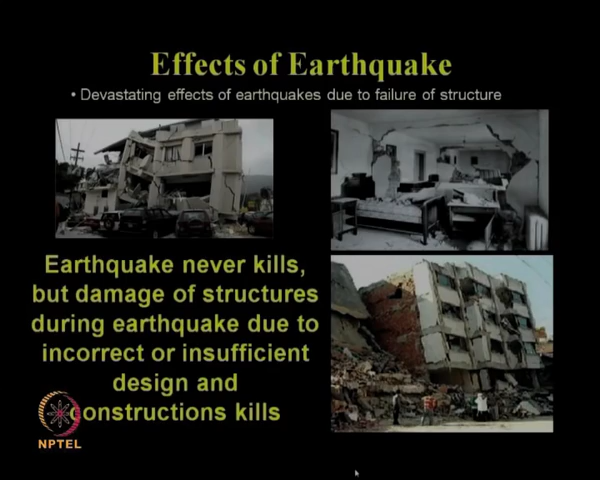 Effects of Earthquake
• Devastating effects of earthquakes due to failure of structure
Earthquake never kills,
but damage of structures
during earthquake due to
incorrect or insufficient
design and
constructions kills
NPTEL